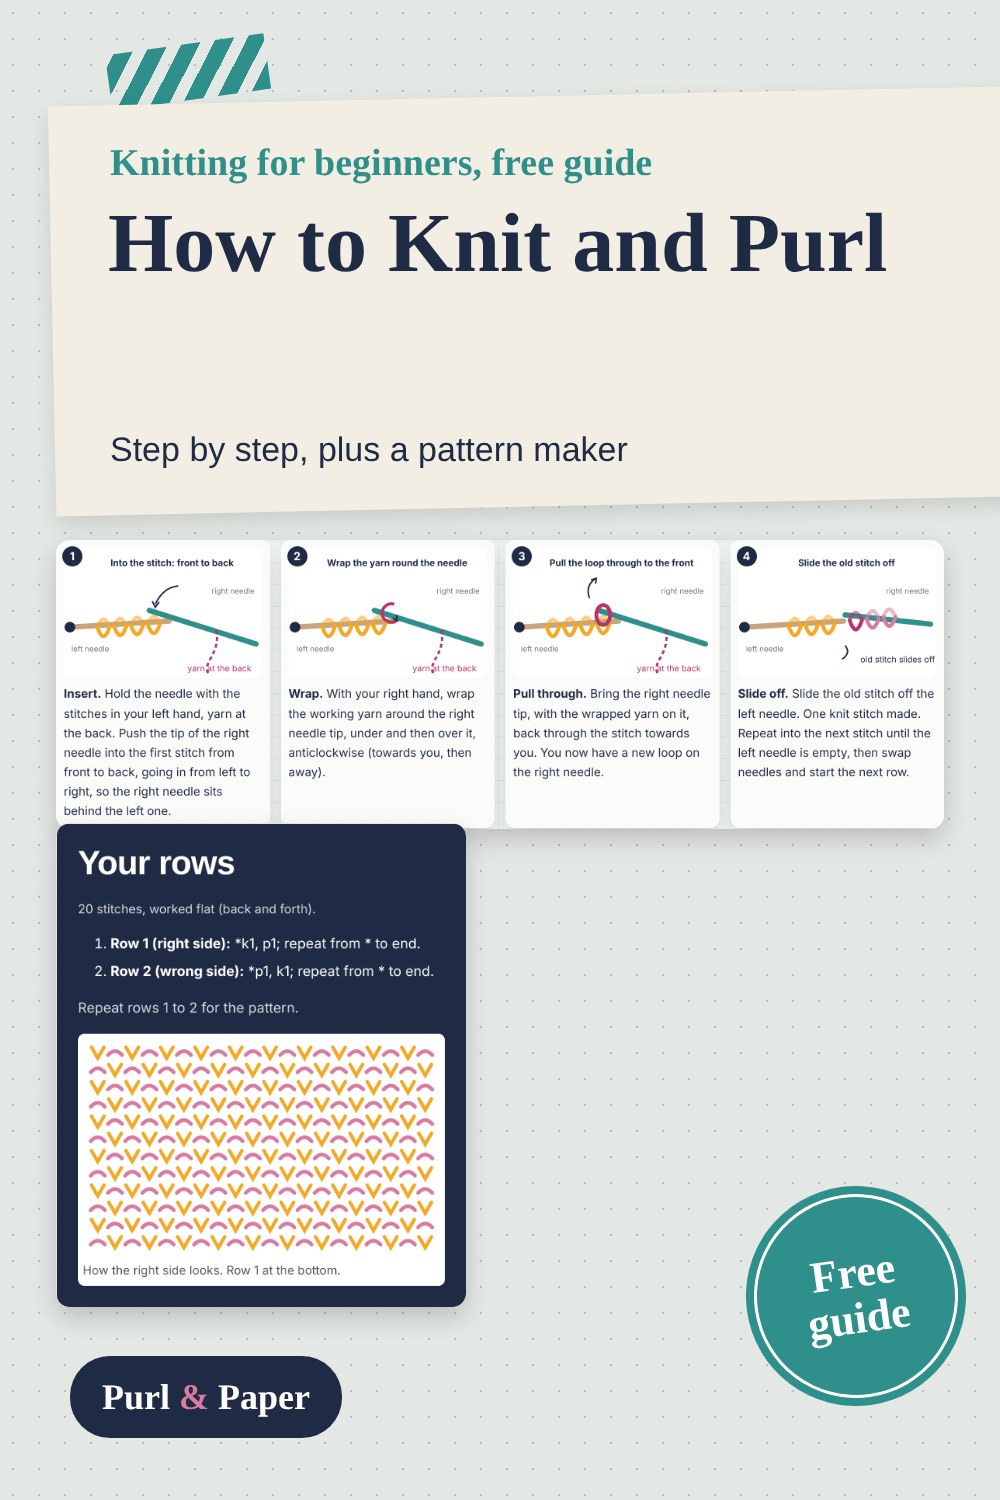 Knitting for beginners, free guide
How to Knit and Purl
Step by step, plus a pattern maker
1
Into the stitch: front to back
right needle
left needle
yarn at the back
Insert. Hold the needle with the
stitches in your left hand, yarn at
the back. Push the tip of the right
needle into the first stitch from
front to back, going in from left to
right, so the right needle sits
behind the left one.
2
Wrap the yarn round the needle
right needle
left needle
yarn at the back
Wrap. With your right hand, wrap
the working yarn around the right
needle tip, under and then over it,
anticlockwise (towards you, then
away).
3
Pull the loop through to the front
right needle
left needle
yarn at the back
Pull through. Bring the right needle
tip, with the wrapped yarn on it,
back through the stitch towards
you. You now have a new loop on
the right needle.
4
Slide the old stitch off
right needle
left needle
old stitch slides off
Slide off. Slide the old stitch off the
left needle. One knit stitch made.
Repeat into the next stitch until the
left needle is empty, then swap
needles and start the next row.
Your rows
20 stitches, worked flat (back and forth).
1. Row 1 (right side): *k1, p1; repeat from * to end.
2. Row 2 (wrong side): *p1, k1; repeat from * to end.
Repeat rows 1 to 2 for the pattern.
How the right side looks. Row 1 at the bottom.
Free
guide
Purl & Paper